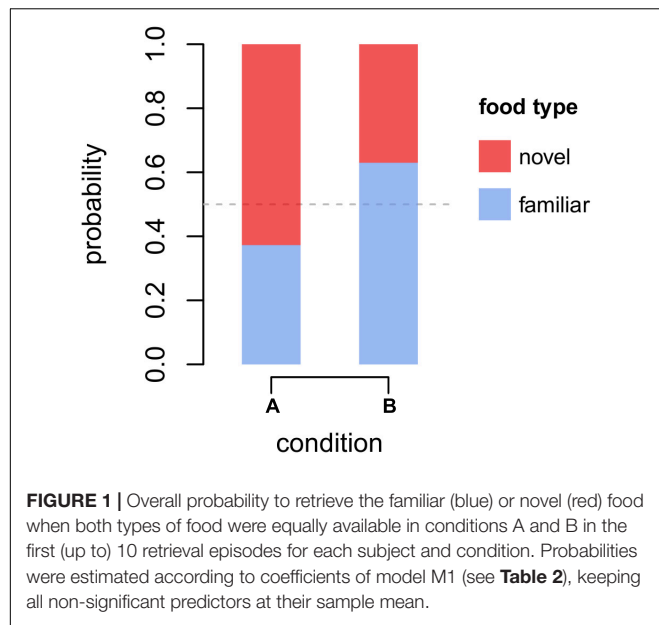 1.0
0.8
0.6
0.4
0.2
0.0
probability
A B
condition
food type
novel
familiar
FIGURE 1 | Overall probability to retrieve the familiar (blue) or novel (red) food
when both types of food were equally available in conditions A and B in the
first (up to) 10 retrieval episodes for each subject and condition. Probabilities
were estimated according to coefficients of model M1 (see Table 2), keeping
all non-significant predictors at their sample mean.